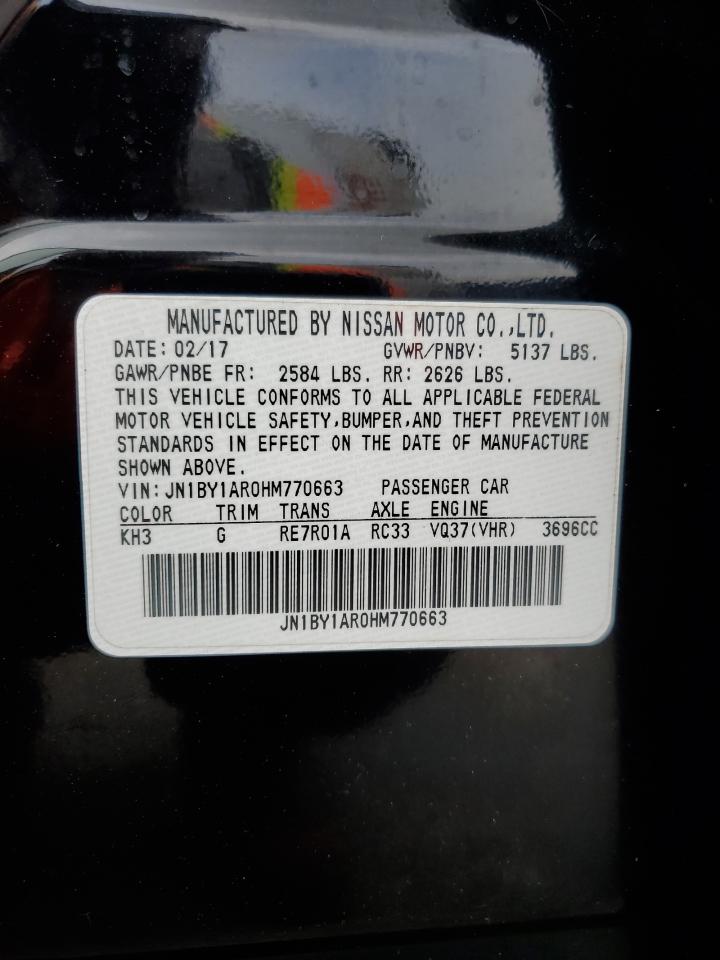 MANUFACTURED BY NISSAN MOTOR CO.,LTD.
DATE: 02/17 GVWR/PNBV: 5137 LBS.
GAWR/PNBE FR: 2584 LBS. RR: 2626 LBS.
THIS VEHICLE CONFORMS TO ALL APPLICABLE FEDERAL
MOTOR VEHICLE SAFETY,BUMPER,AND THEFT PREVENTION
STANDARDS IN EFFECT ON THE DATE OF MANUFACTURE
SHOWN ABOVE.
VIN: JN1BY1AR0HM770663 PASSENGER CAR
COLOR TRIM TRANS AXLE ENGINE
KH3 G RE7R01A RC33 VQ37(VHR) 3696CC
JN1BY1AR0HM770663